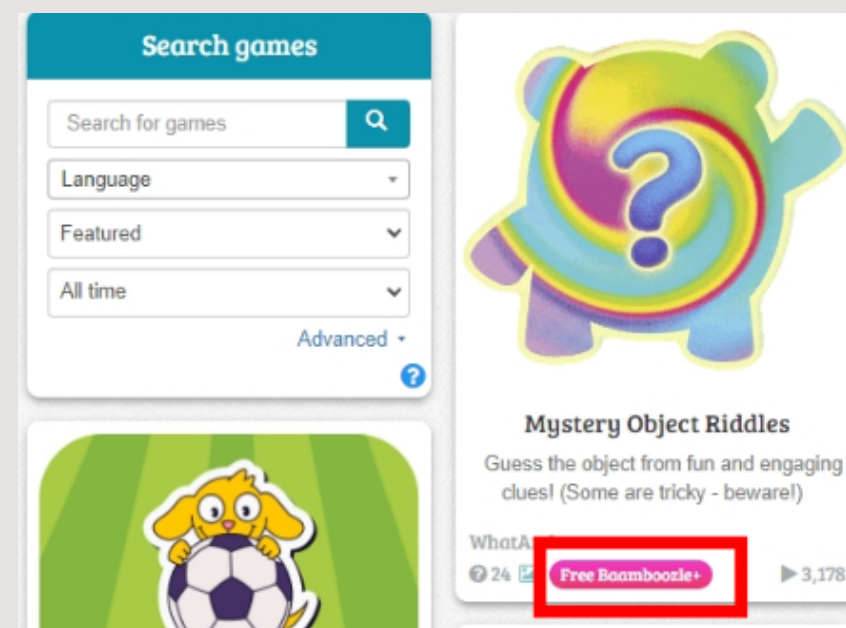 Search games
Search for games
Language
Featured
All time
Advanced
?
?
Mystery Object Riddles
Guess the object from fun and engaging
clues! (Some are tricky - beware!)
24 Free Baamboozle+ 3,178